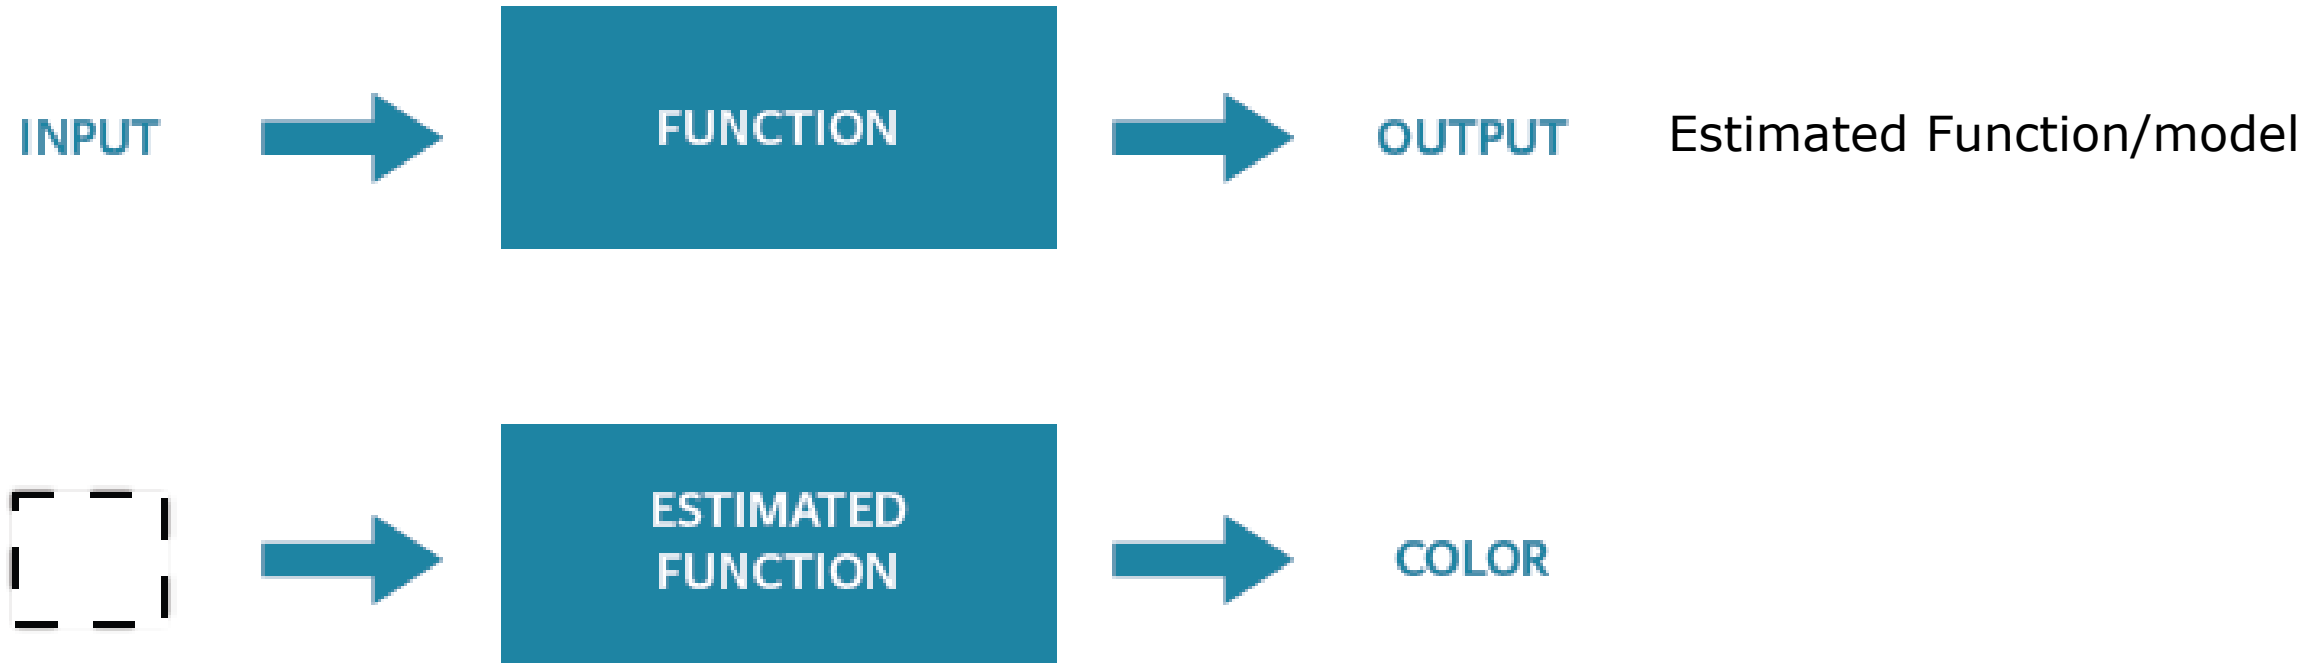 INPUT
FUNCTION
OUTPUT
Estimated Function/model
ESTIMATED
FUNCTION
COLOR